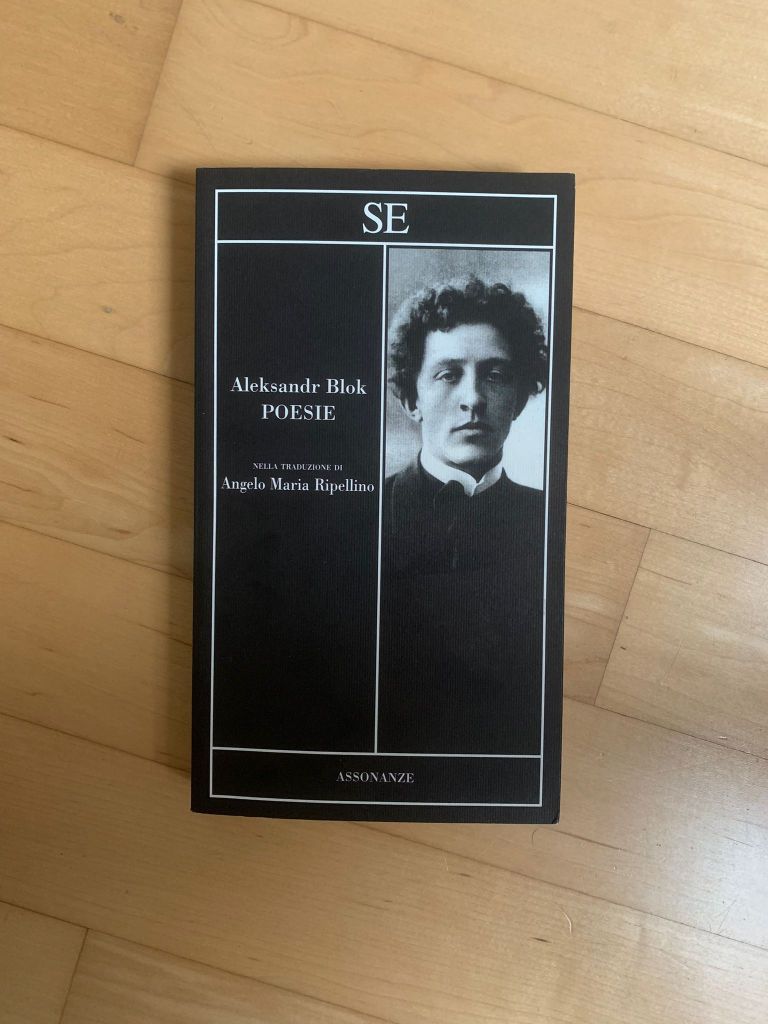 SE
Aleksandr Blok
POESIE
NELLA TRADUZIONE DI
Angelo Maria Ripellino
ASSONANZE